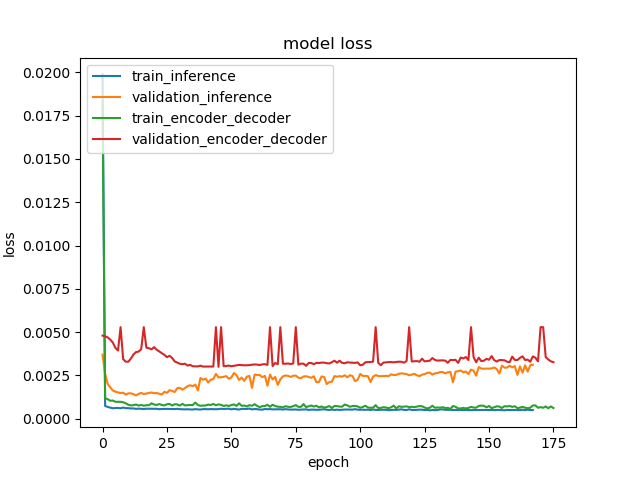 model loss
0.0200
0.0175
0.0150
0.0125
0.0100
0.0075
0.0050
0.0025
0.0000
loss
train_inference
validation_inference
train_encoder_decoder
validation_encoder_decoder
0 25 50 75 100 125 150 175
epoch